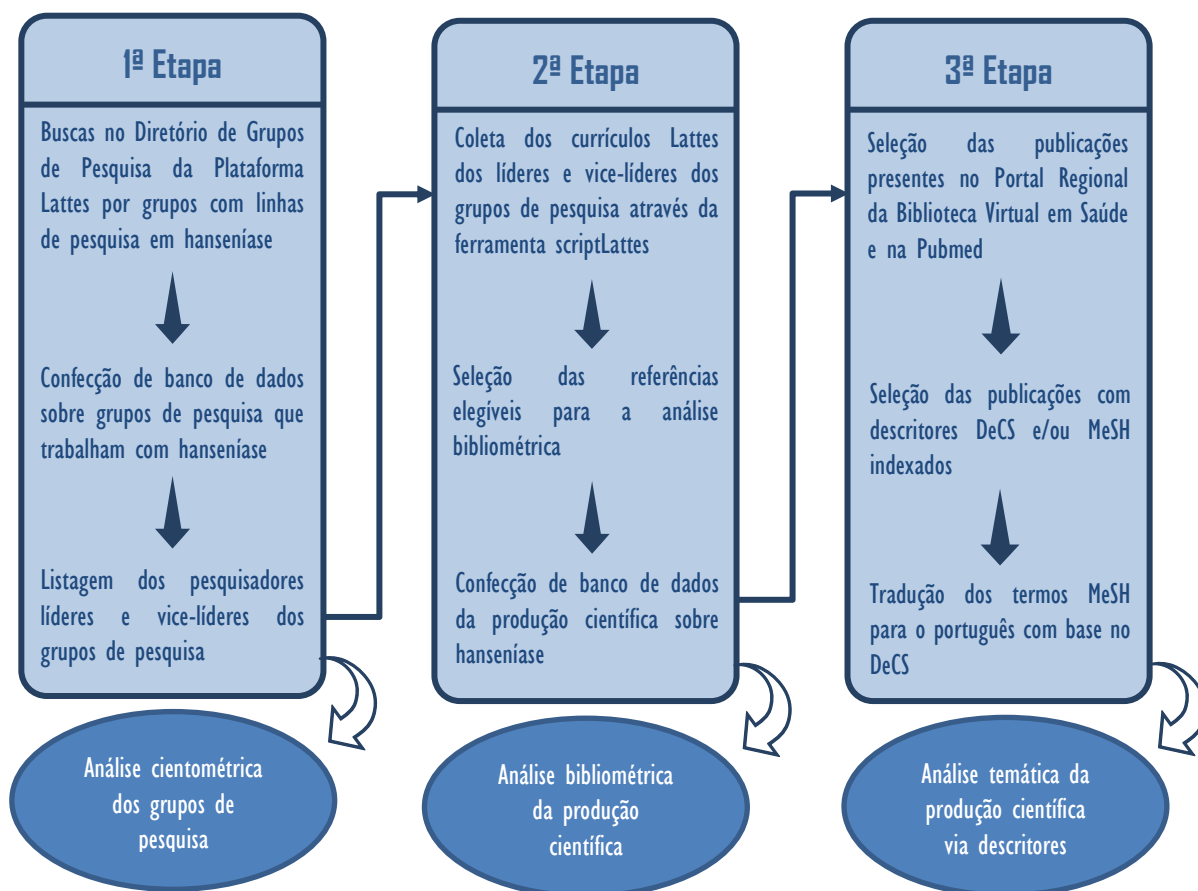 1ª Etapa
Buscas no Diretório de Grupos
de Pesquisa da Plataforma
Lattes por grupos com linhas
de pesquisa em hanseníase
Confecção de banco de dados
sobre grupos de pesquisa que
trabalham com hanseníase
Listagem dos pesquisadores
líderes e vice-líderes dos
grupos de pesquisa
Análise cientométrica
dos grupos de
pesquisa
2ª Etapa
Coleta dos currículos Lattes
dos líderes e vice-líderes dos
grupos de pesquisa através da
ferramenta scriptLattes
Seleção das referências
elegíveis para a análise
bibliométrica
Confecção de banco de dados
da produção científica sobre
hanseníase
Análise bibliométrica
da produção
científica
3ª Etapa
Seleção das publicações
presentes no Portal Regional
da Biblioteca Virtual em Saúde
e na Pubmed
Seleção das publicações com
descritores DeCS e/ou MeSH
indexados
Tradução dos termos MeSH
para o português com base no
DeCS
Análise temática da
produção científica
via descritores